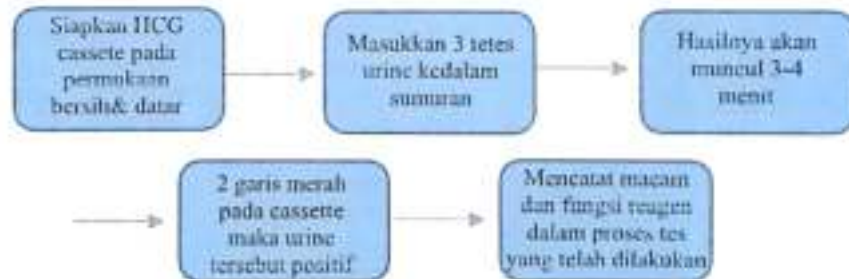 Siapkan HCG
cassete pada
permukaan
bersih& datar
Masukkan 3 tetes
urine kedalam
sumuran
Hasilnya akan
muncul 3-4
menit
2 garis merah
pada cassette
maka urine
tersebut positif
Mencatat macam
dan fungsi reagen
dalam proses tes
yang telah dilakukan